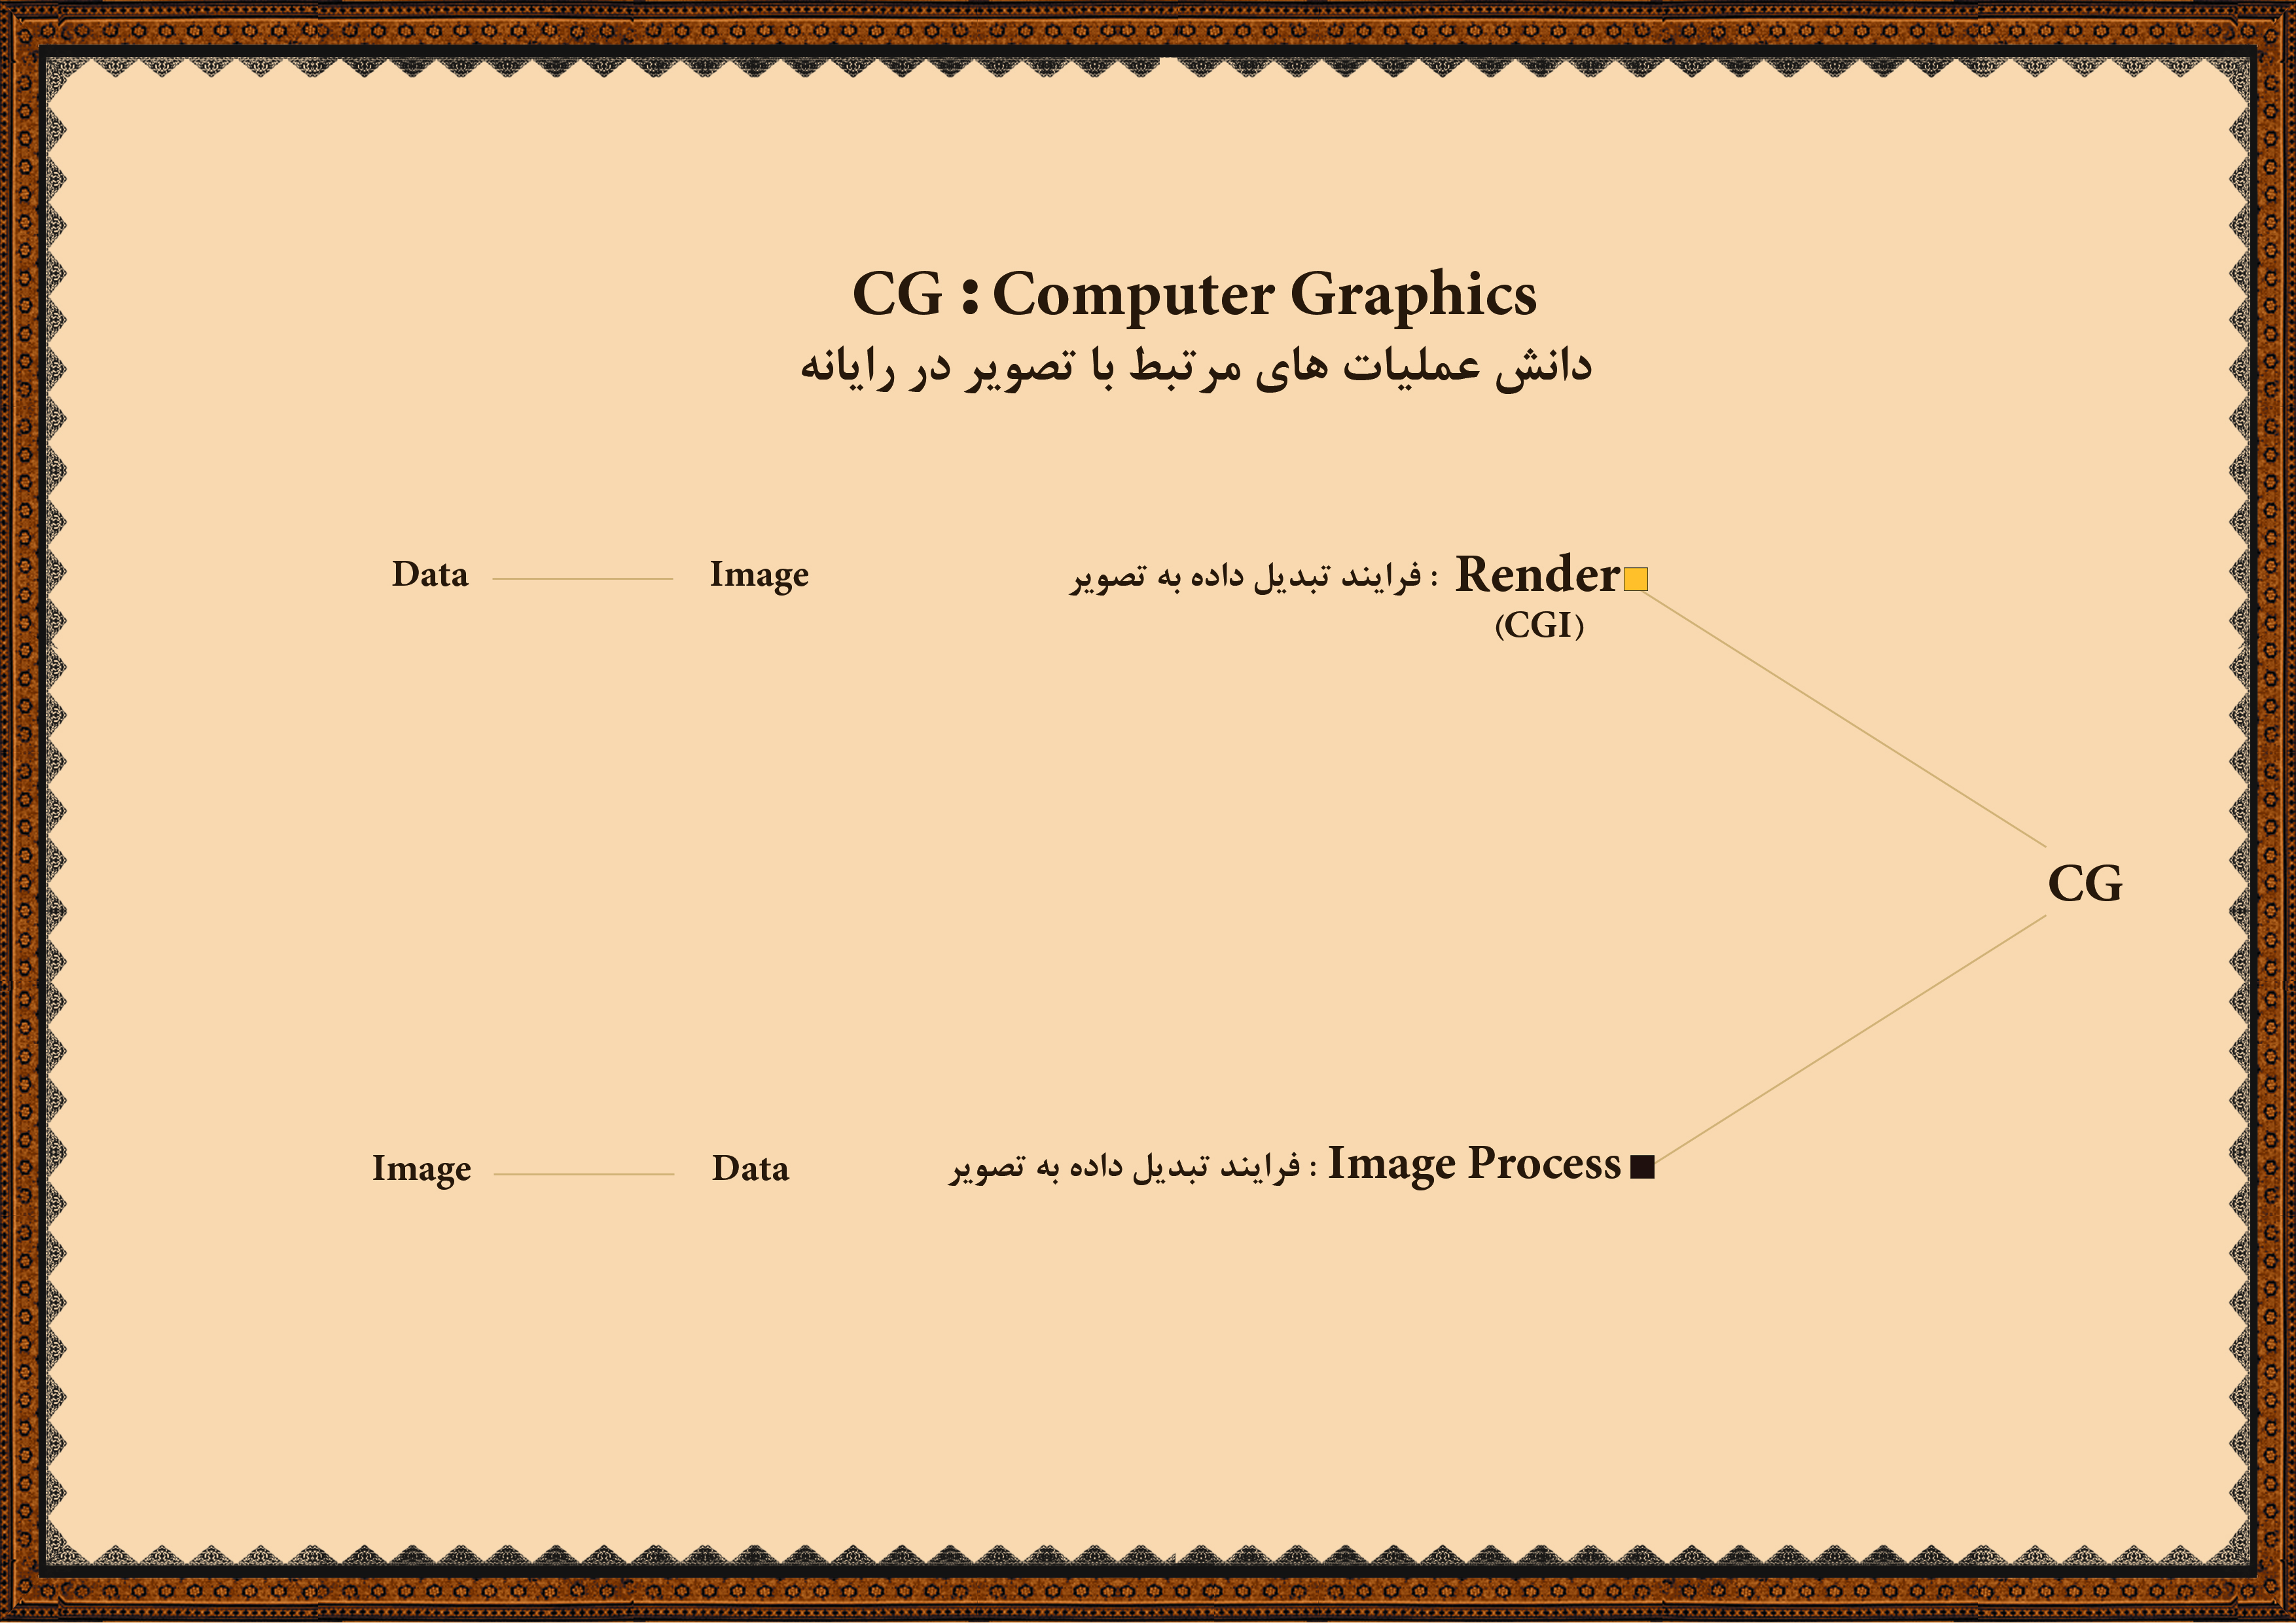 CG : Computer Graphics
دانش عملیات های مرتبط با تصویر در رایانه
Render : فرایند تبدیل داده به تصویر
Data Image
(CGI)
CG
Image Process : فرایند تبدیل داده به تصویر
Image Data